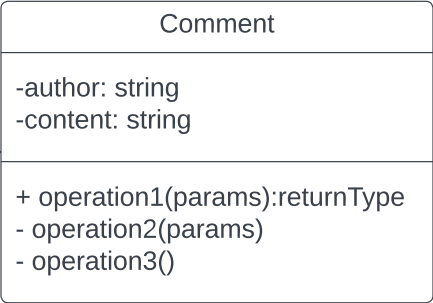 Comment
-author: string
-content: string
+ operation1(params):returnType
- operation2(params)
- operation3()